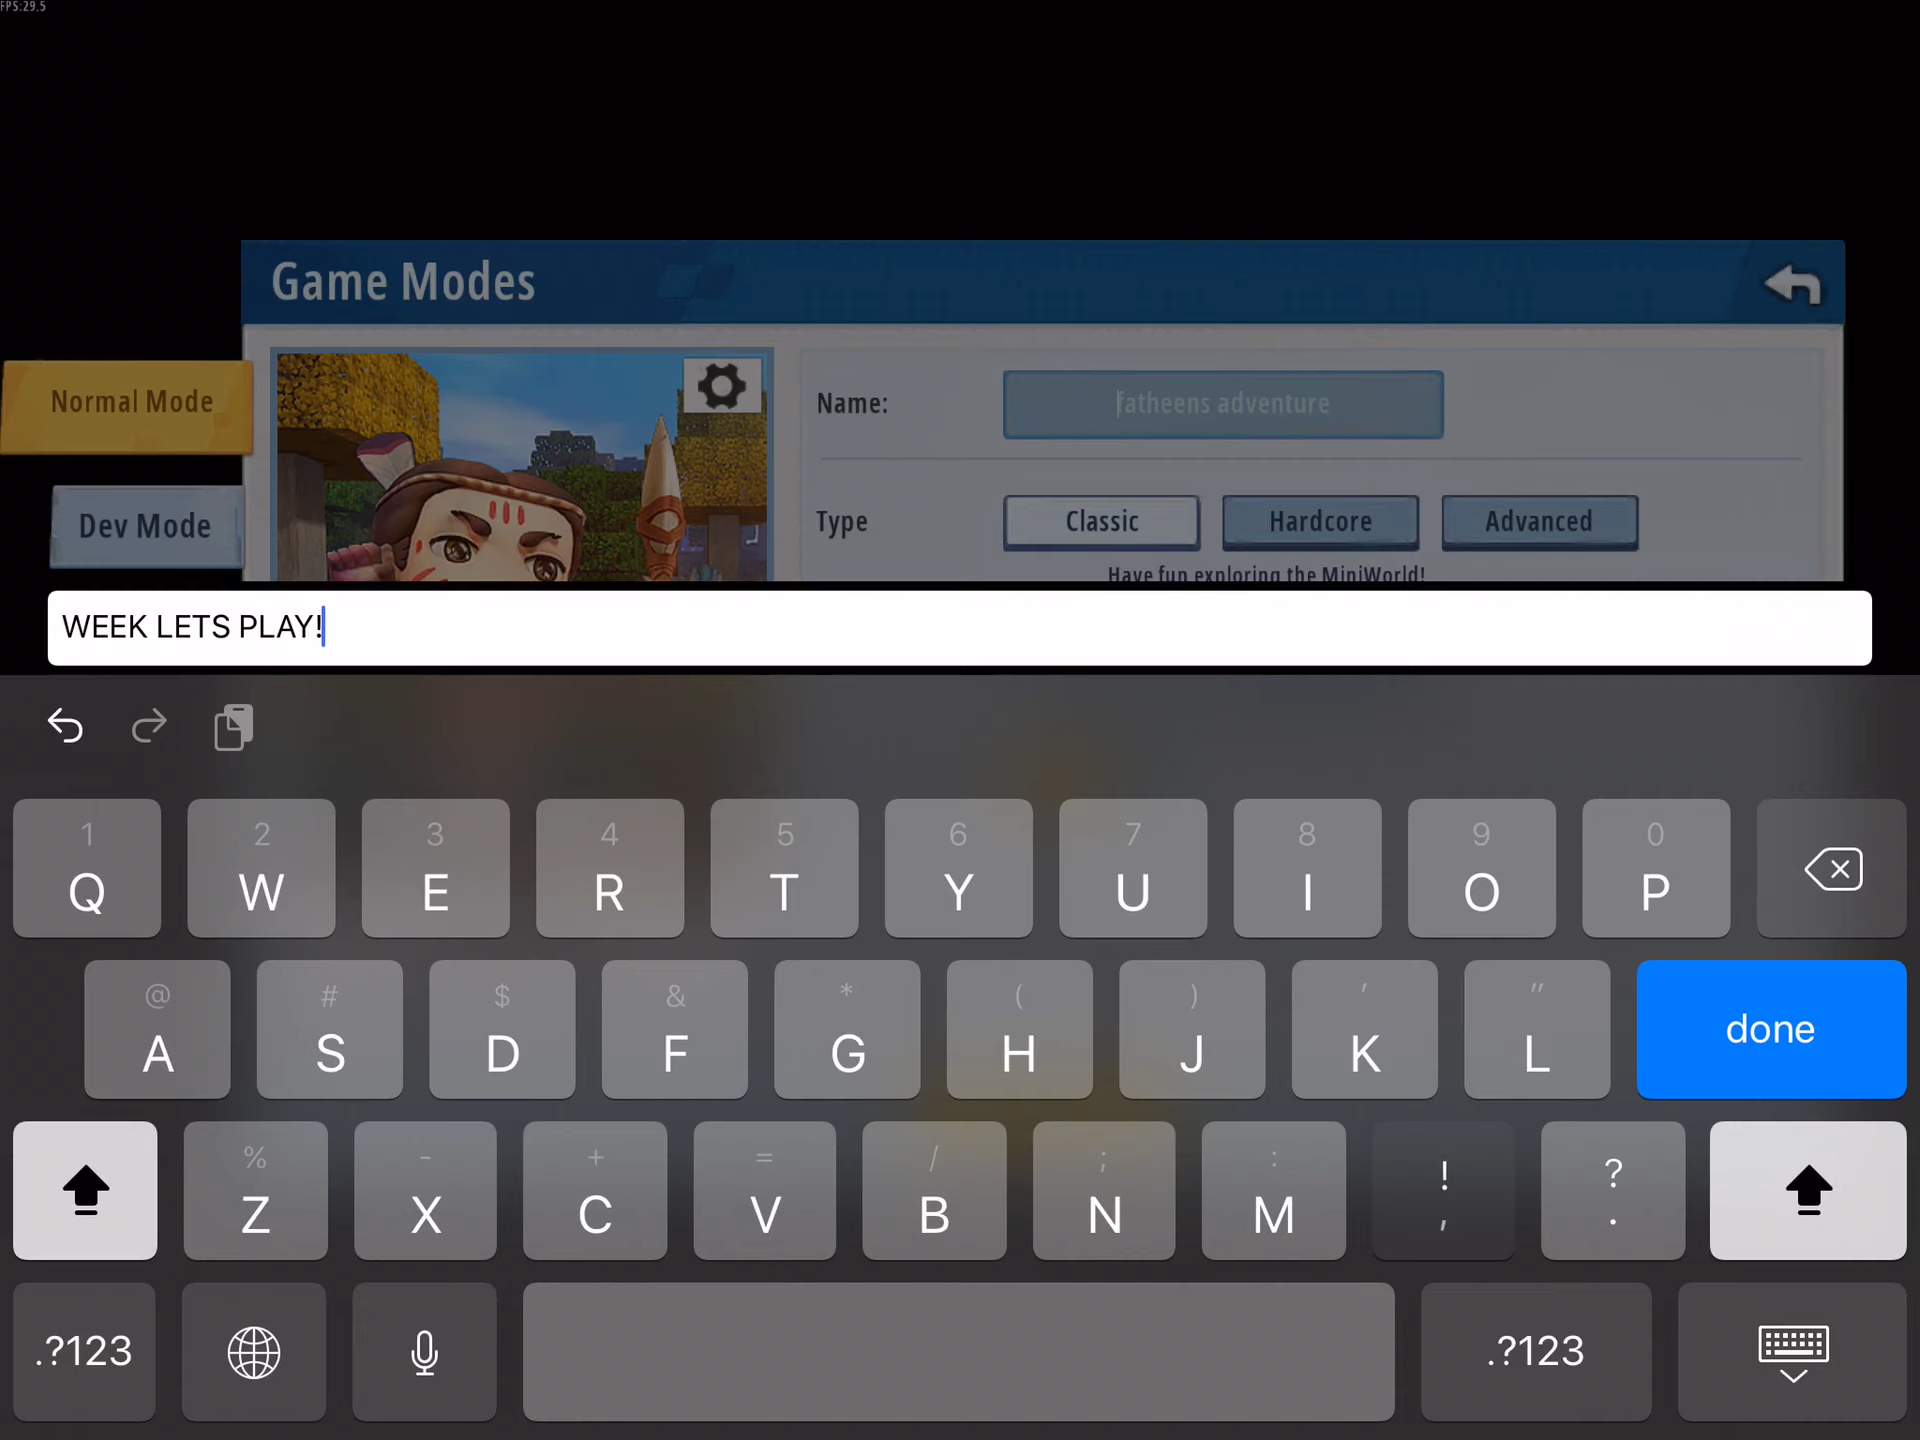 FPS:29.5
Game Modes
Normal Mode
Name: fatheens adventure
Dev Mode
Type Classic Hardcore Advanced
Have fun exploring the MiniWorld!
WEEK LETS PLAY!
1 2 3 4 5 6 7 8 9 0
Q W E R T Y U I O P
@ # $ & * ( ) ' "
A S D F G H J K L done
% - + = / ; : ! ?
Z X C V B N M , .
.?123 .?123